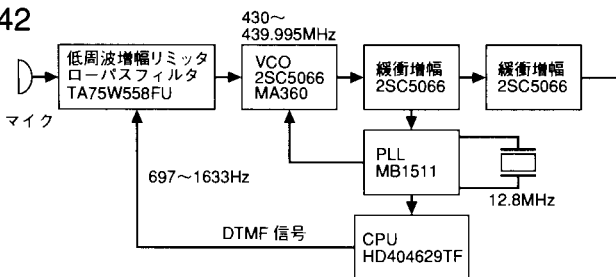 42
430〜
439.995MHz
低周波増幅リミッタ
ローパスフィルタ
TA75W558FU
VCO
2SC5066
MA360
緩衝増幅
2SC5066
緩衝増幅
2SC5066
マイク
PLL
MB1511
12.8MHz
697〜1633Hz
DTMF 信号
CPU
HD404629TF